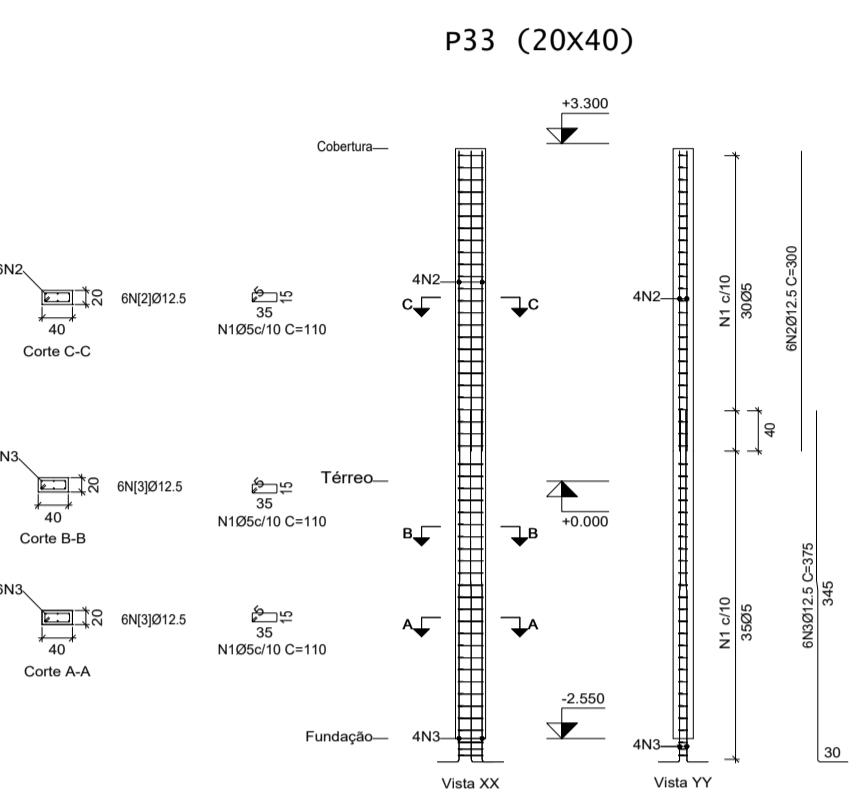 P33 (20X40)
+3.300
Cobertura
6N2
20
40
Corte C-C
6N[2]Ø12.5
5
15
35
N1Ø5c/10 C=110
4N2
C
C
4N2
N1 c/10
30Ø5
6N2Ø12.5 C=300
40
N3
20
40
Corte B-B
6N[3]Ø12.5
5
15
35
N1Ø5c/10 C=110
Térreo
+0.000
B
B
6N3
20
40
Corte A-A
6N[3]Ø12.5
5
15
35
N1Ø5c/10 C=110
A
A
N1 c/10
35Ø5
6N3Ø12.5 C=375
345
-2.550
Fundação
4N3
4N3
30
Vista XX
Vista YY